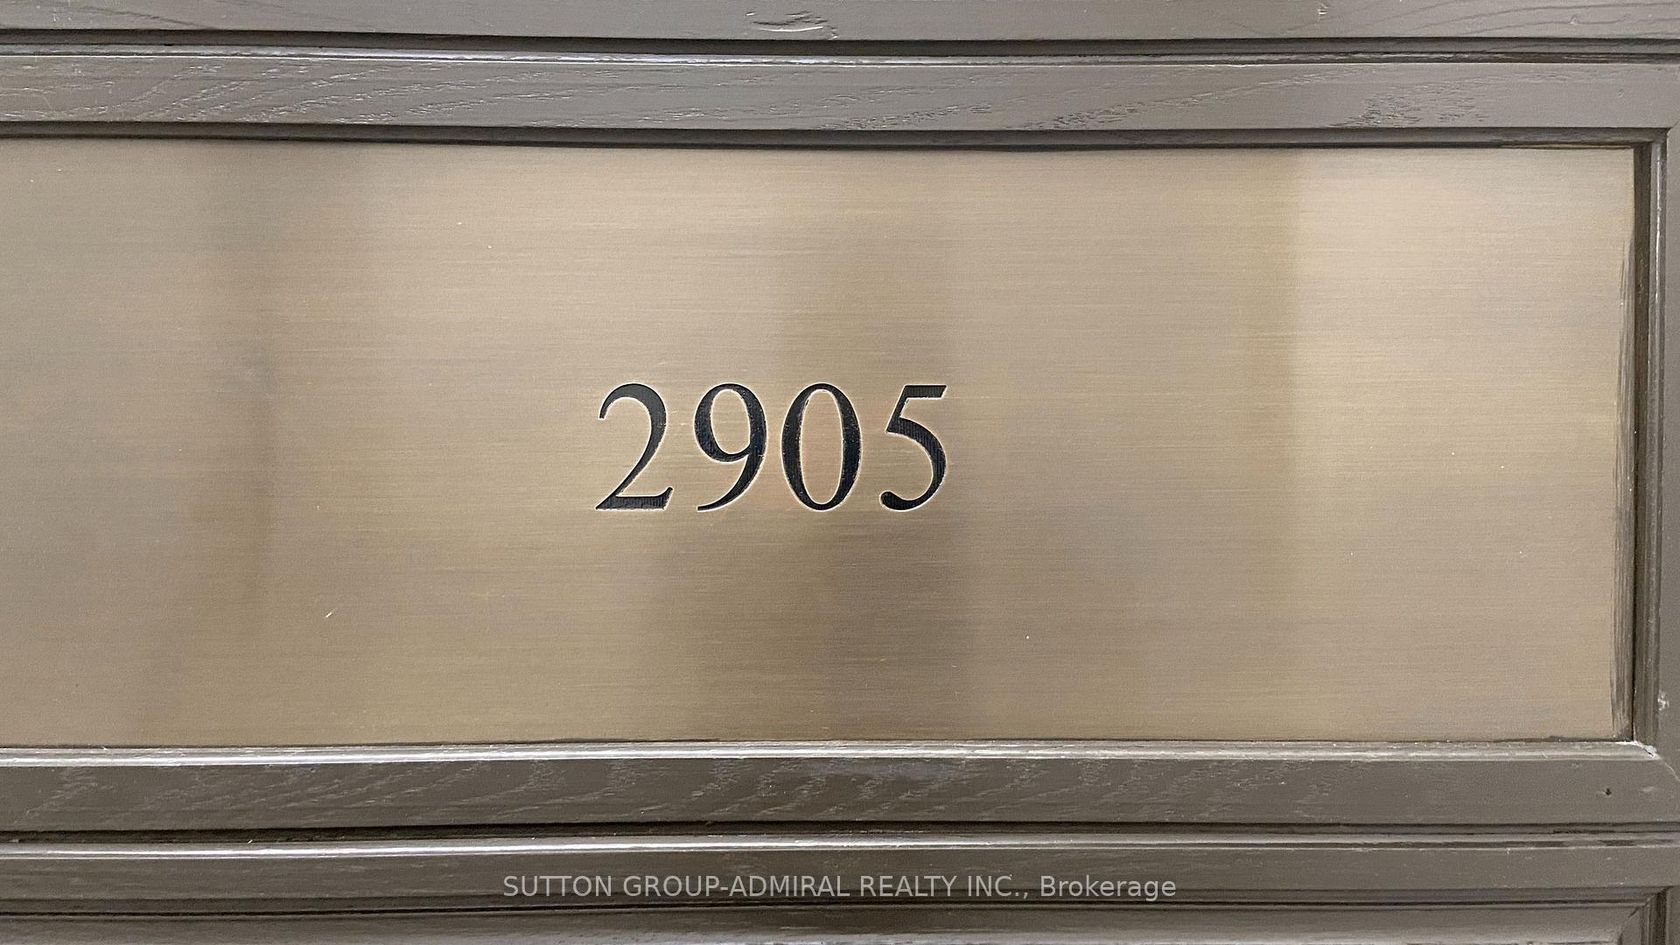 2905
SUTTON GROUP-ADMIRAL REALTY INC., Brokerage